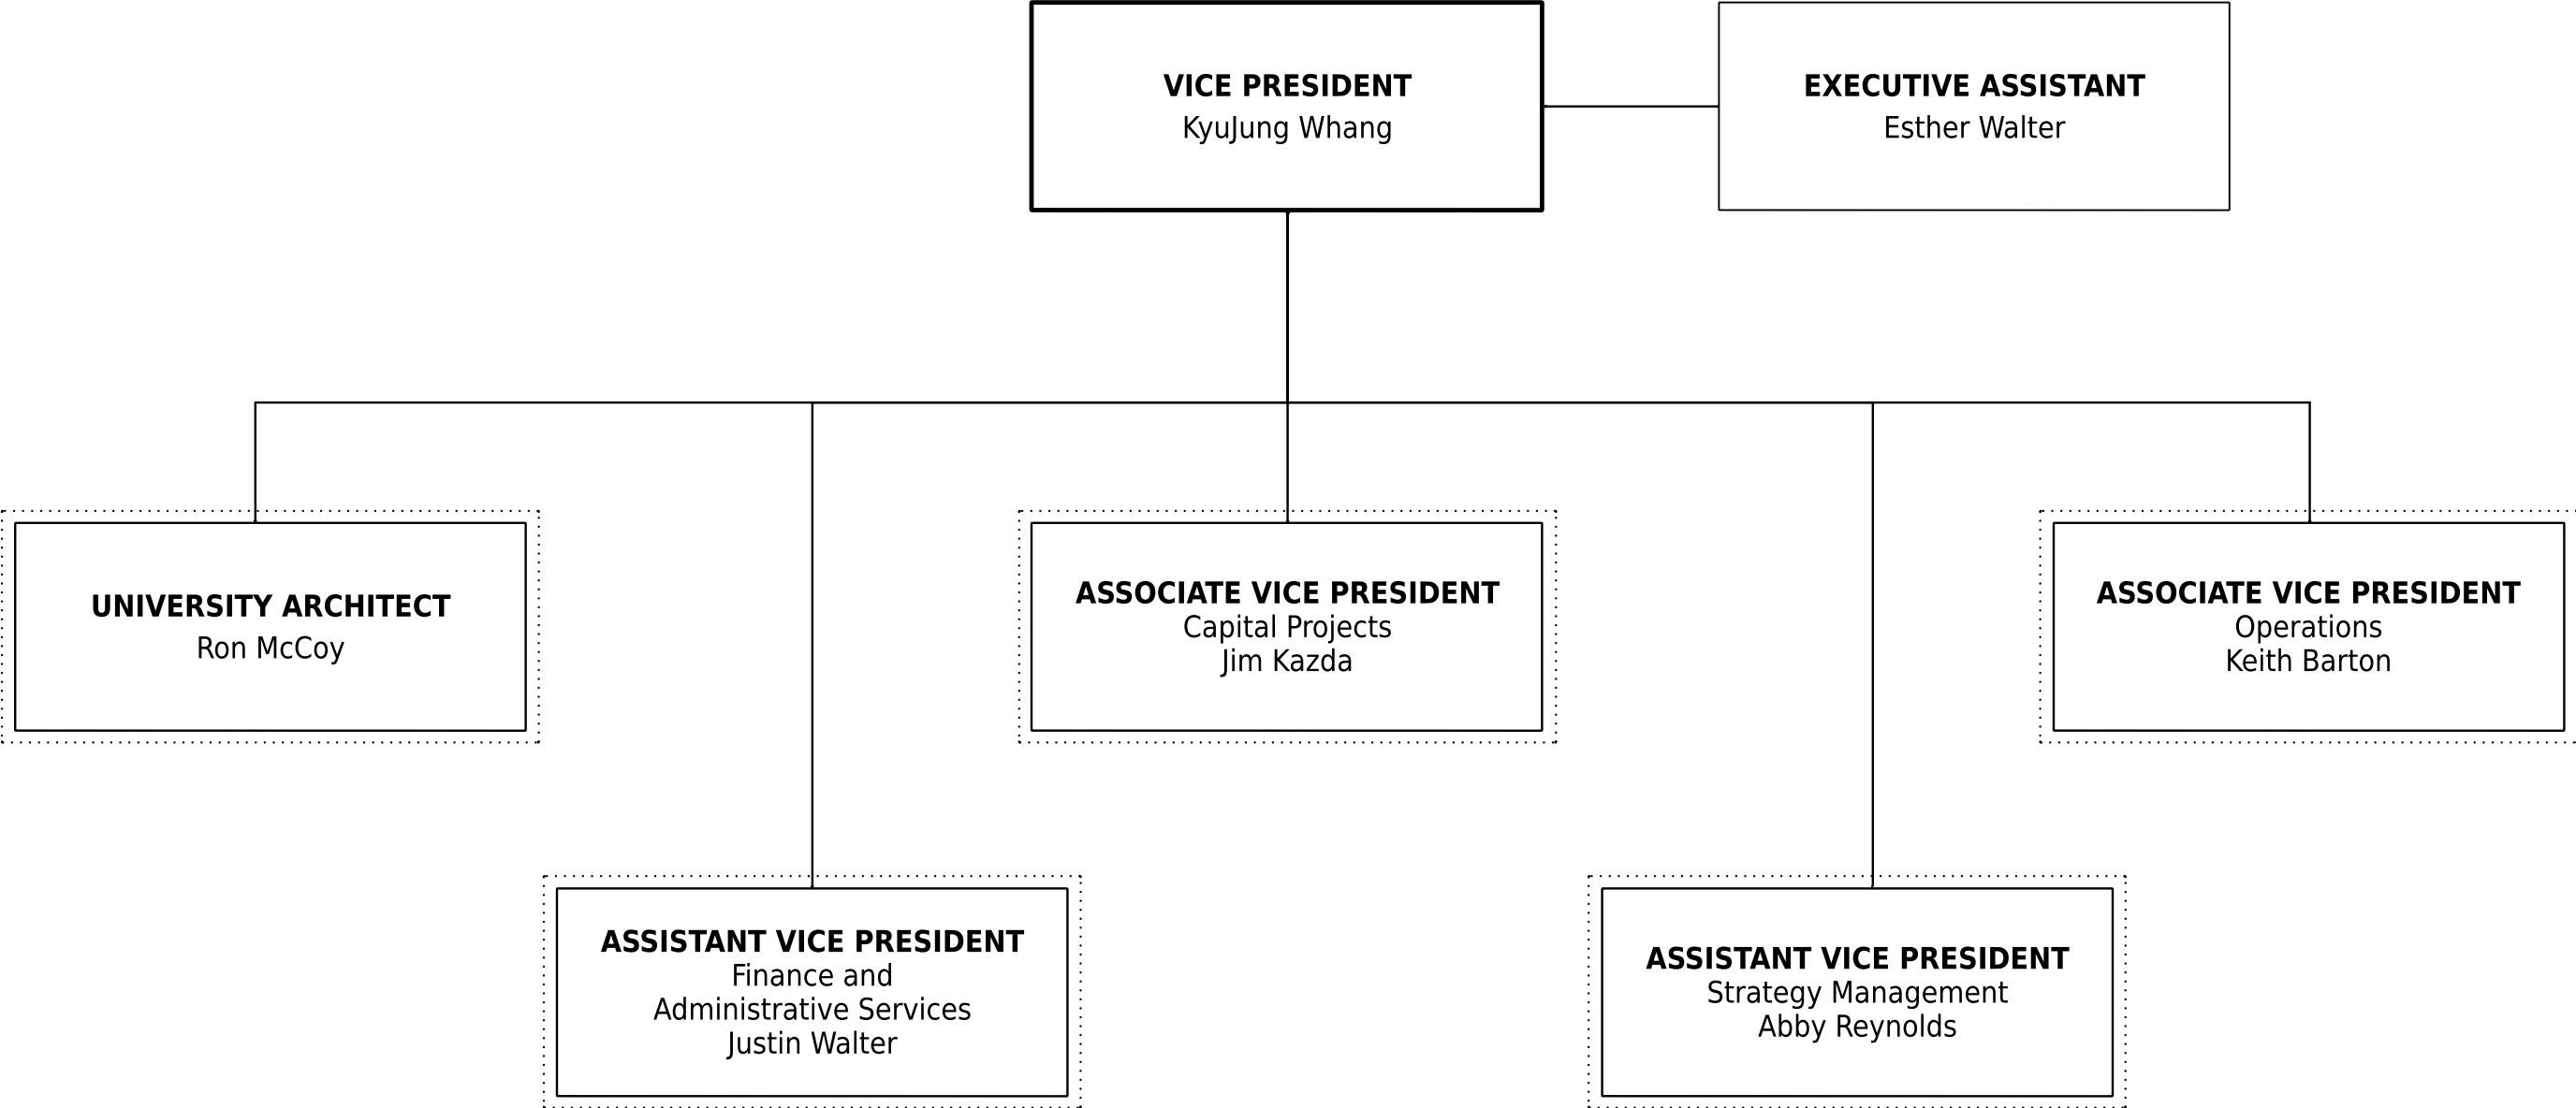 VICE PRESIDENT
KyuJung Whang
EXECUTIVE ASSISTANT
Esther Walter
UNIVERSITY ARCHITECT
Ron McCoy
ASSOCIATE VICE PRESIDENT
Capital Projects
Jim Kazda
ASSOCIATE VICE PRESIDENT
Operations
Keith Barton
ASSISTANT VICE PRESIDENT
Finance and
Administrative Services
Justin Walter
ASSISTANT VICE PRESIDENT
Strategy Management
Abby Reynolds